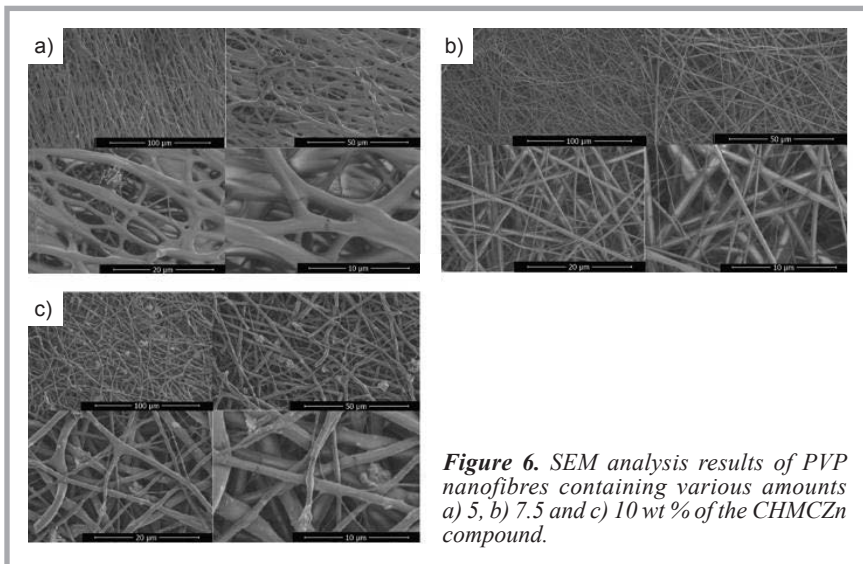 a)
100 µm
50 µm
20 µm
10 µm
b)
100 µm
50 µm
20 µm
10 µm
c)
100 µm
50 µm
20 µm
10 µm
Figure 6. SEM analysis results of PVP
nanofibres containing various amounts
a) 5, b) 7.5 and c) 10 wt % of the CHMCZn
compound.